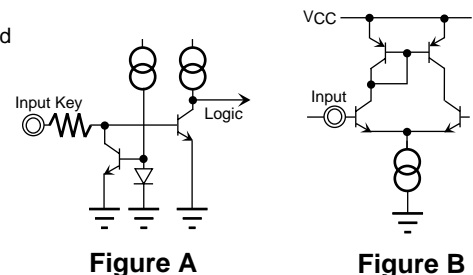 d
VCC
Input Key
Logic
Input
Figure A
Figure B